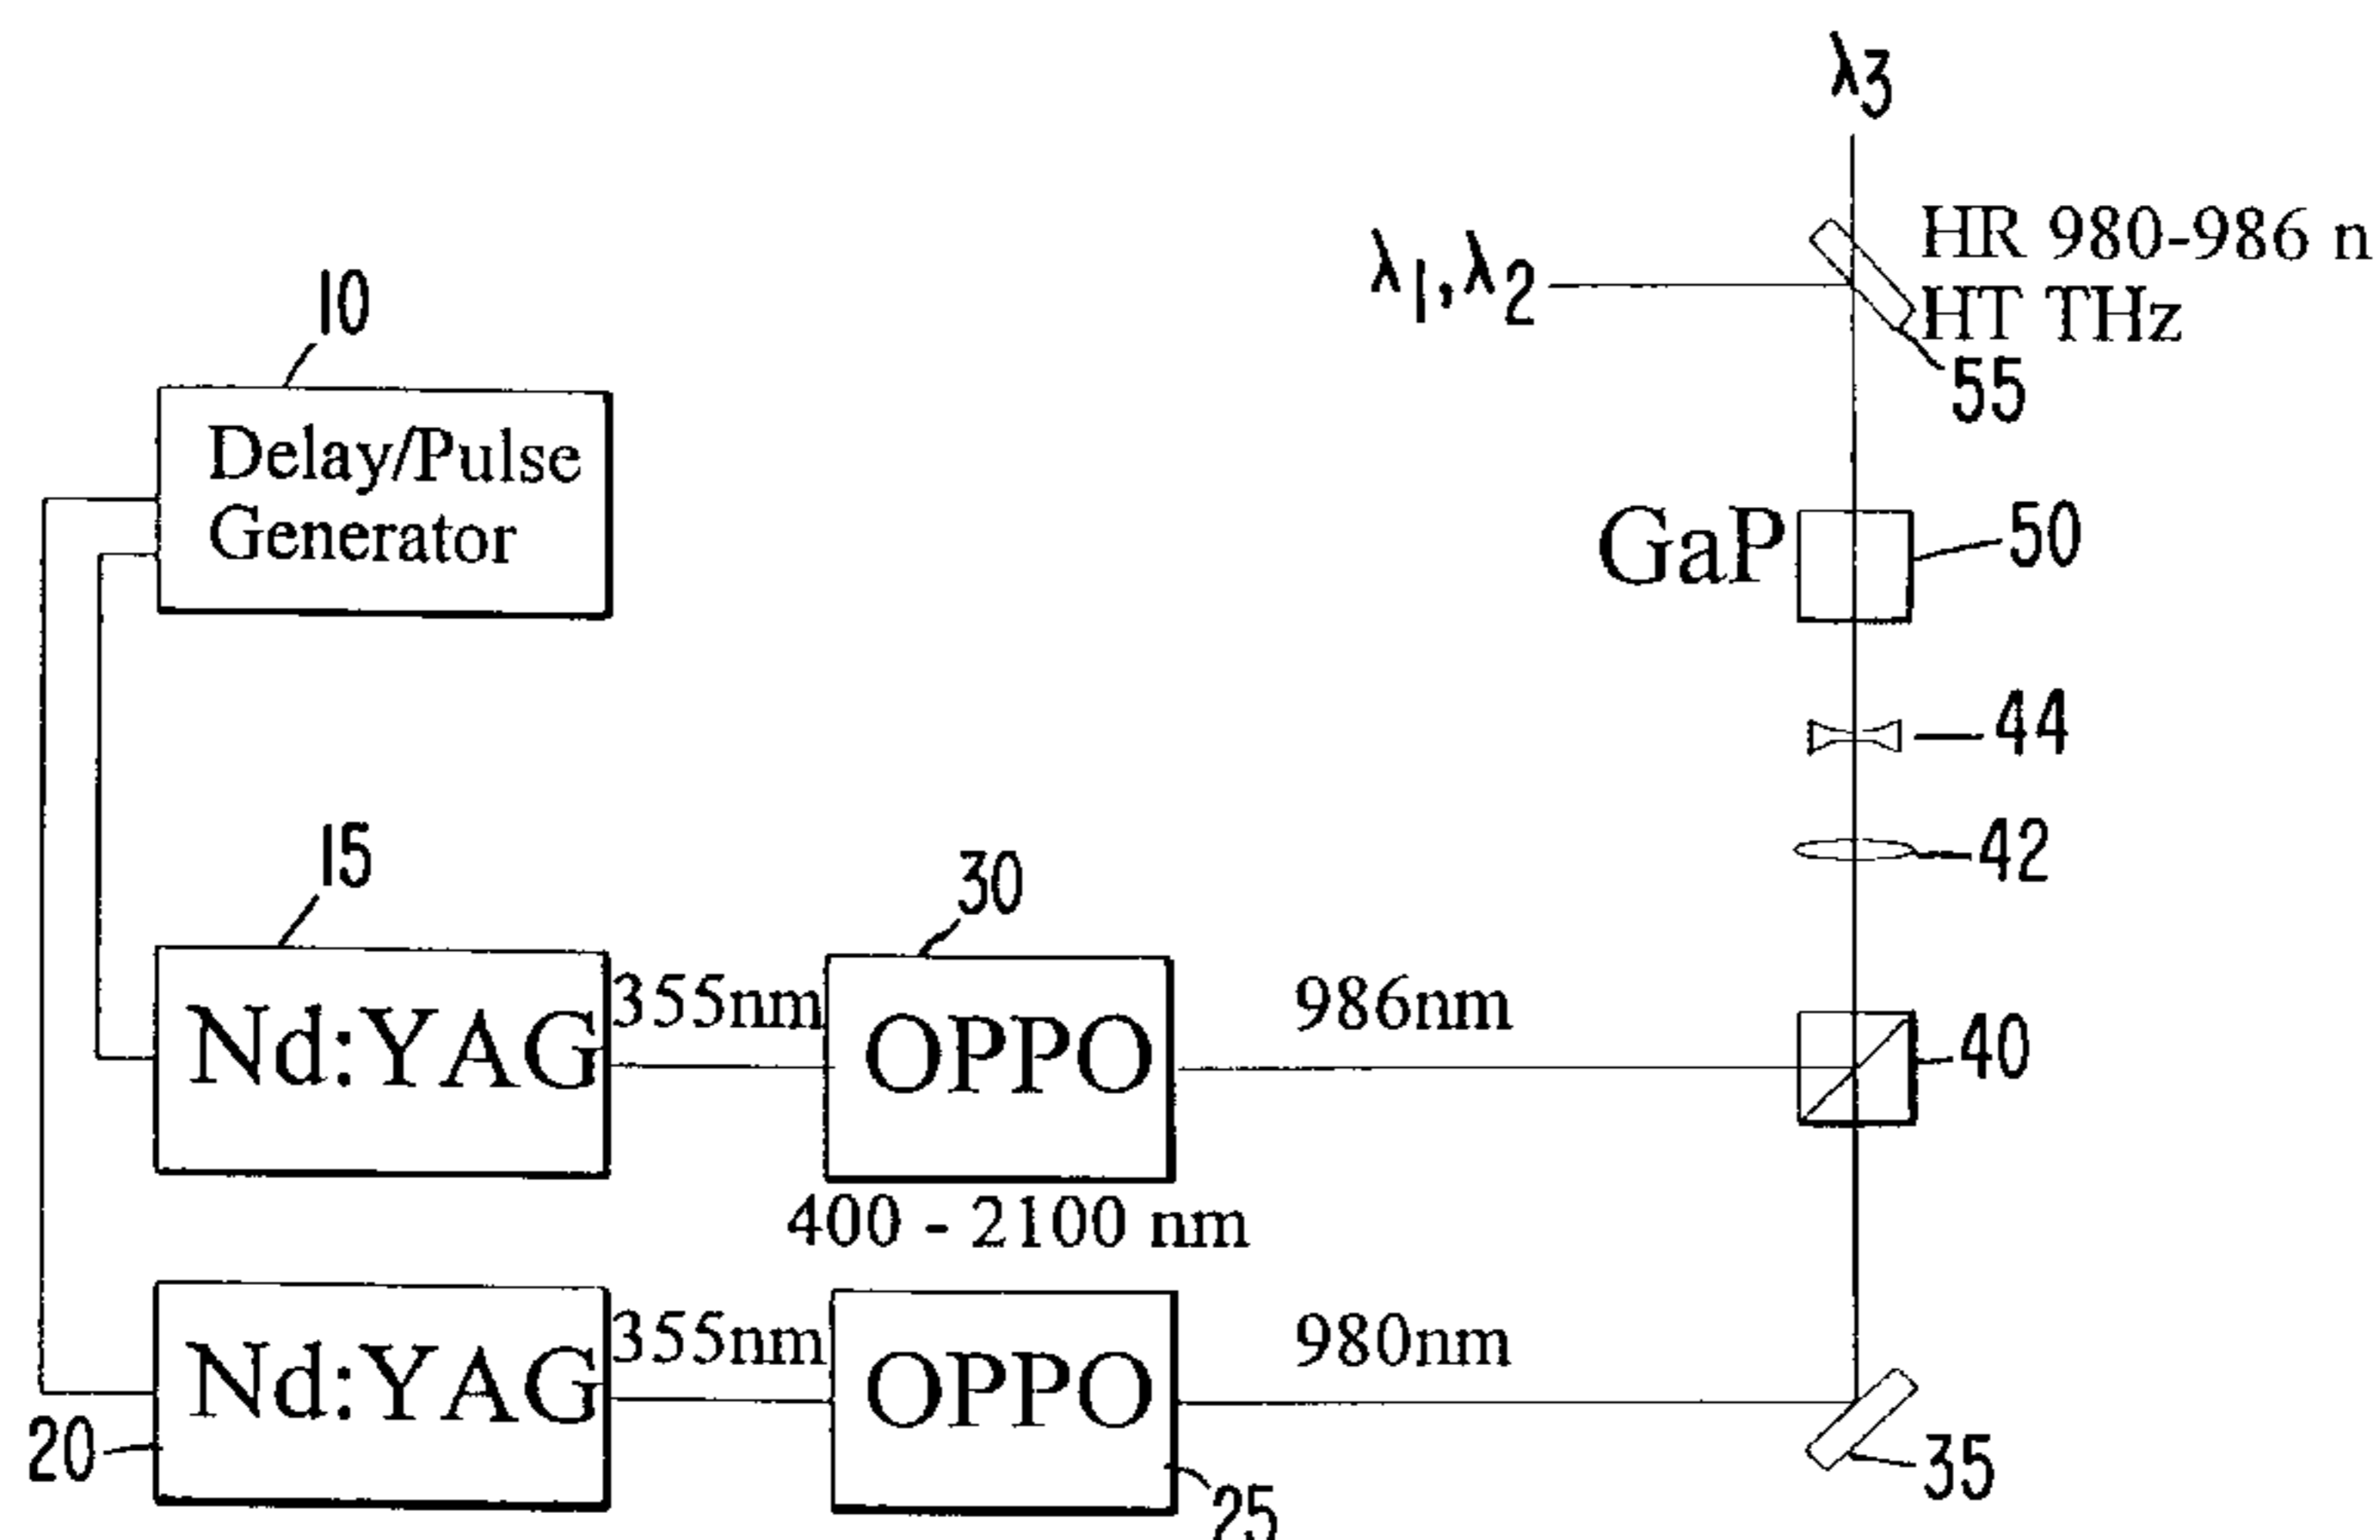 λ3
HR 980-986 n
λ1, λ2
HT THz
55
10
Delay/Pulse
Generator
GaP
50
44
42
15
30
Nd:YAG
355nm
OPPO
986nm
40
400 - 2100 nm
Nd:YAG
355nm
OPPO
980nm
20
25
35